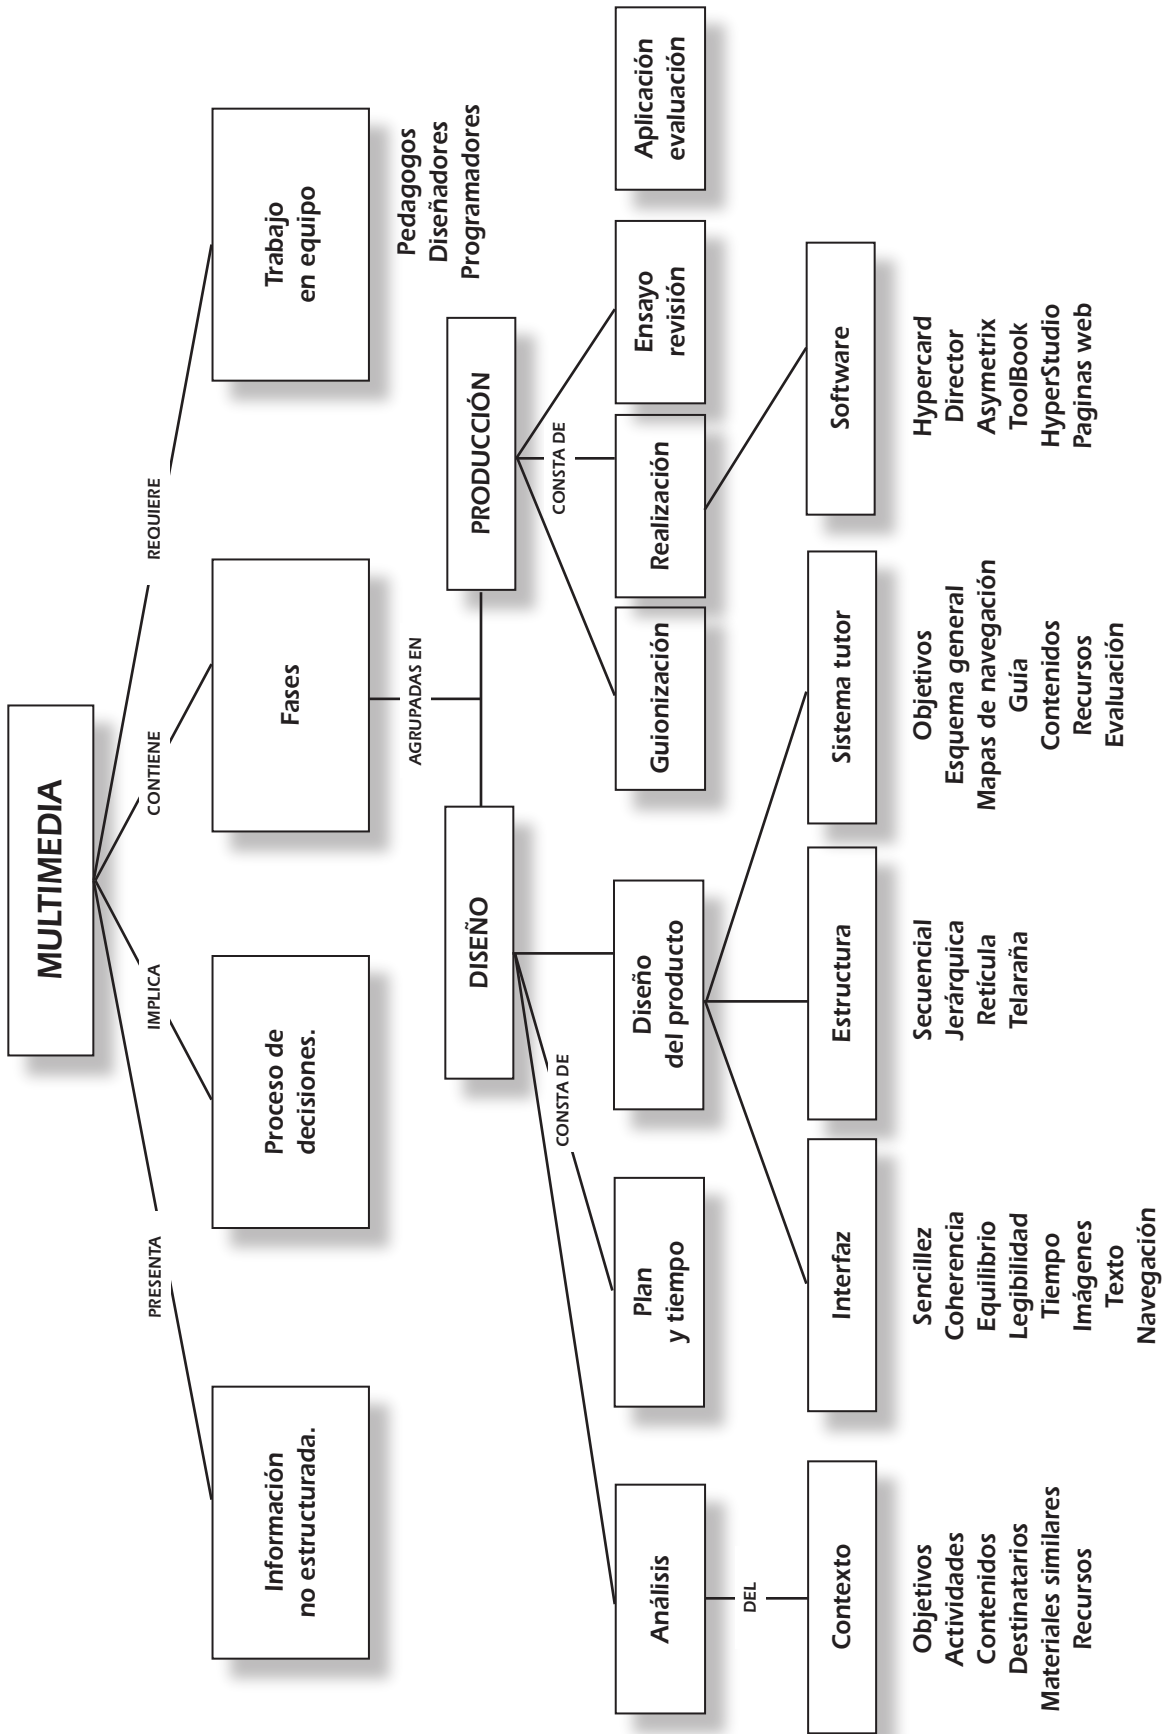 MULTIMEDIA
PRESENTA
IMPLICA
CONTIENE
REQUIERE
Información
no estructurada.
Proceso de
decisiones.
Fases
Trabajo
en equipo
Pedagogos
Diseñadores
Programadores
AGRUPADAS EN
DISEÑO
PRODUCCIÓN
CONSTA DE
CONSTA DE
Análisis
Plan
y tiempo
Diseño
del producto
Guionización
Realización
Ensayo
revisión
Aplicación
evaluación
DEL
Contexto
Interfaz
Estructura
Sistema tutor
Software
Objetivos
Actividades
Contenidos
Destinatarios
Materiales similares
Recursos
Sencillez
Coherencia
Equilibrio
Legibilidad
Tiempo
Imágenes
Texto
Navegación
Secuencial
Jerárquica
Retícula
Telaraña
Objetivos
Esquema general
Mapas de navegación
Guía
Contenidos
Recursos
Evaluación
Hypercard
Director
Asymetrix
ToolBook
HyperStudio
Paginas web